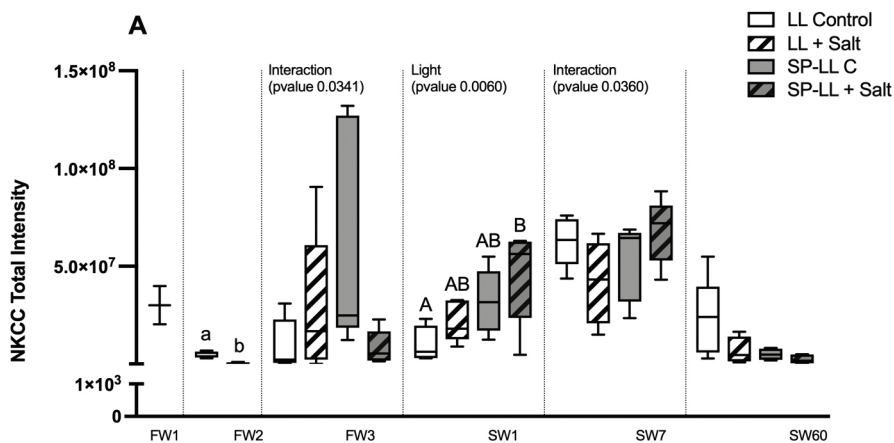 A
LL Control
LL + Salt
SP-LL C
SP-LL + Salt
Interaction
(pvalue 0.0341)
Light
(pvalue 0.0060)
Interaction
(pvalue 0.0360)
NKCC Total Intensity
1.5×10⁸
1.0×10⁸
5.0×10⁷
1×10³
0
a
b
A
AB
AB
B
FW1
FW2
FW3
SW1
SW7
SW60